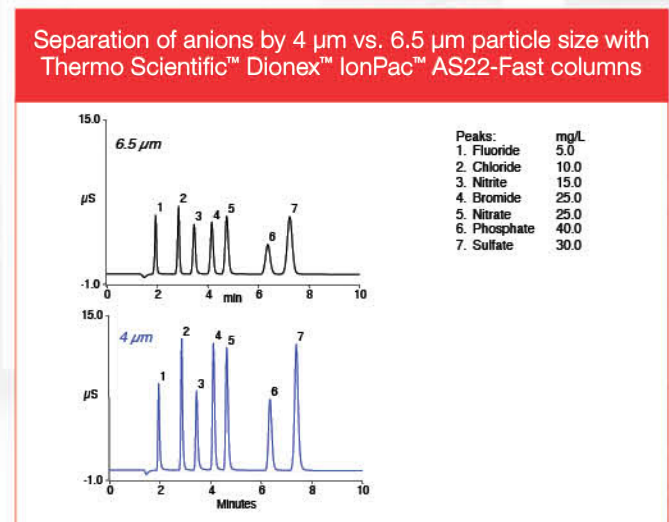 Separation of anions by 4 µm vs. 6.5 µm particle size with
Thermo Scientific™ Dionex™ IonPac™ AS22-Fast columns
15.0
6.5 µm
µS
1 2 3 4 5 6 7
-1.0
0 2 4 6 8 10
min
Peaks: mg/L
1. Fluoride 5.0
2. Chloride 10.0
3. Nitrite 15.0
4. Bromide 25.0
5. Nitrate 25.0
6. Phosphate 40.0
7. Sulfate 30.0
15.0
4 µm
µS
1 2 3 4 5 6 7
-1.0
0 2 4 6 8 10
Minutes